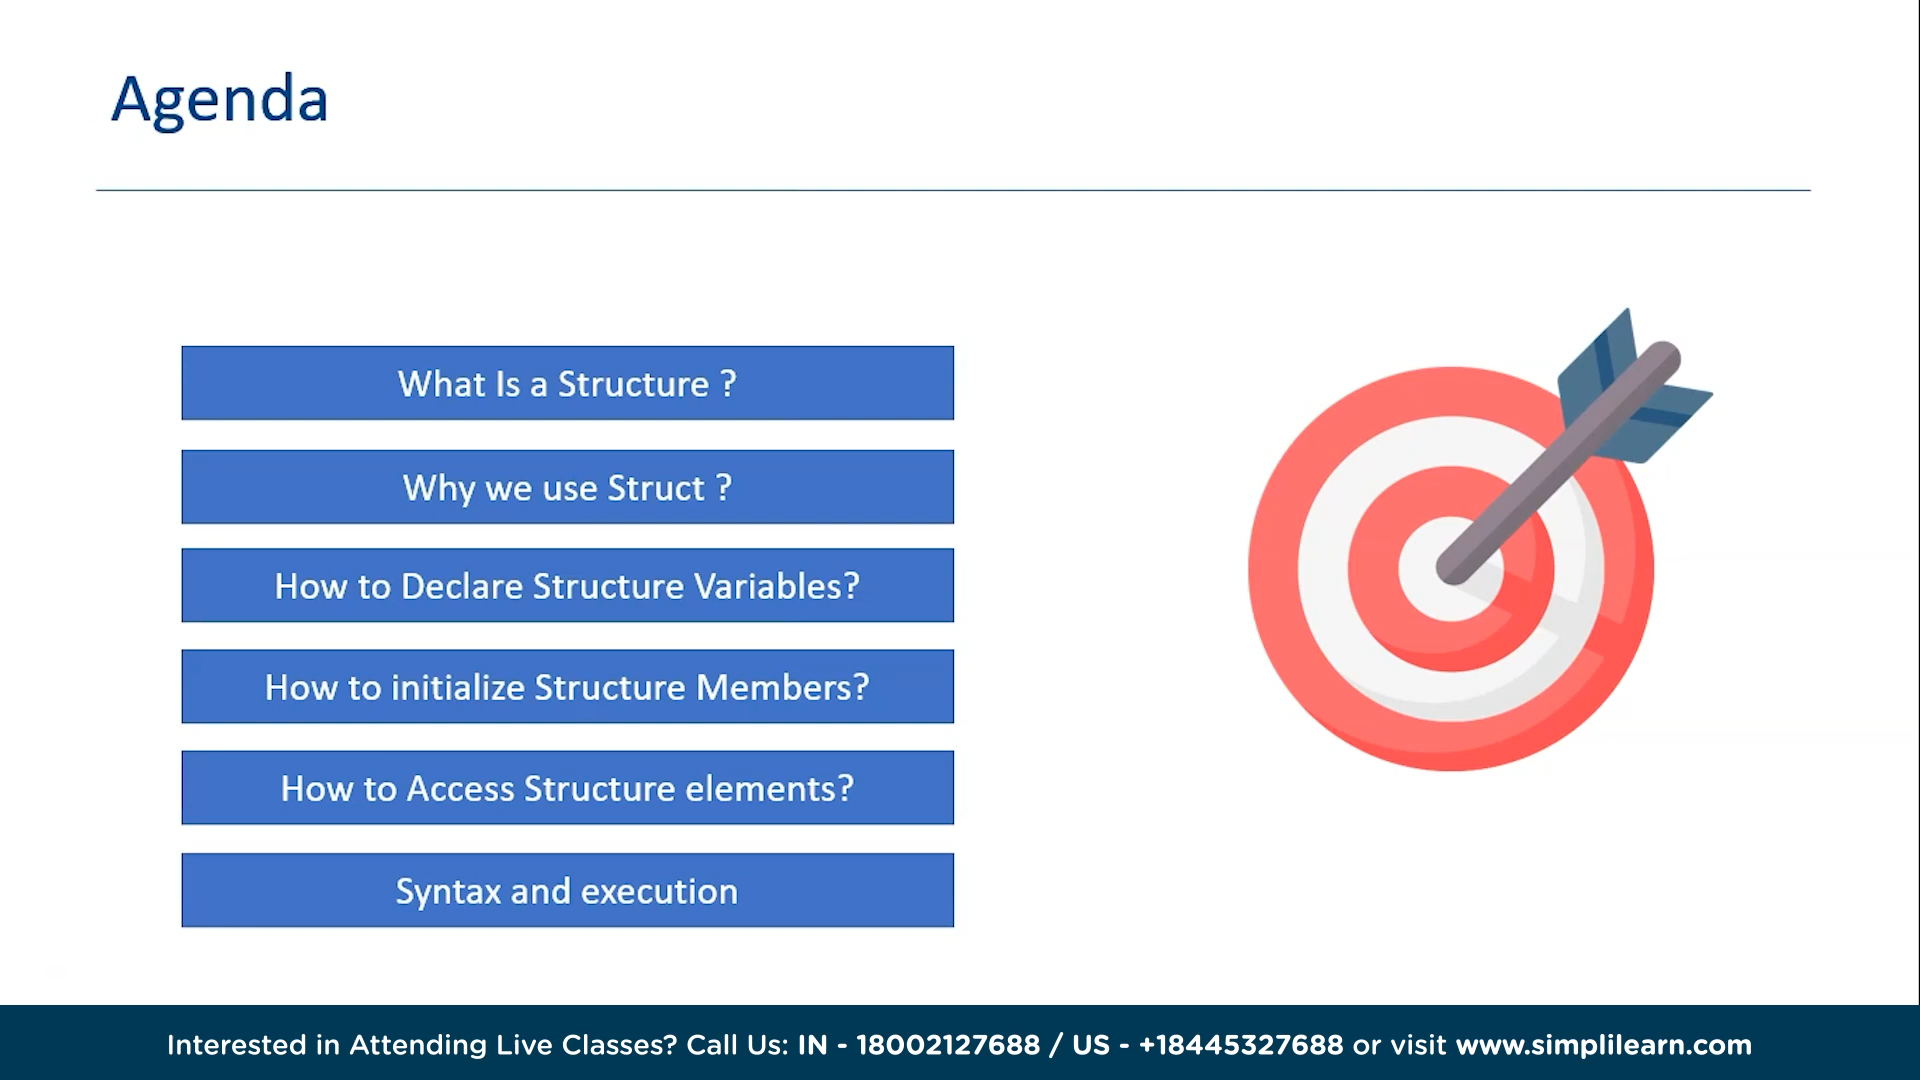 Agenda
What Is a Structure ?
Why we use Struct ?
How to Declare Structure Variables?
How to initialize Structure Members?
How to Access Structure elements?
Syntax and execution
Interested in Attending Live Classes? Call Us: IN - 18002127688 / US - +18445327688 or visit www.simplilearn.com